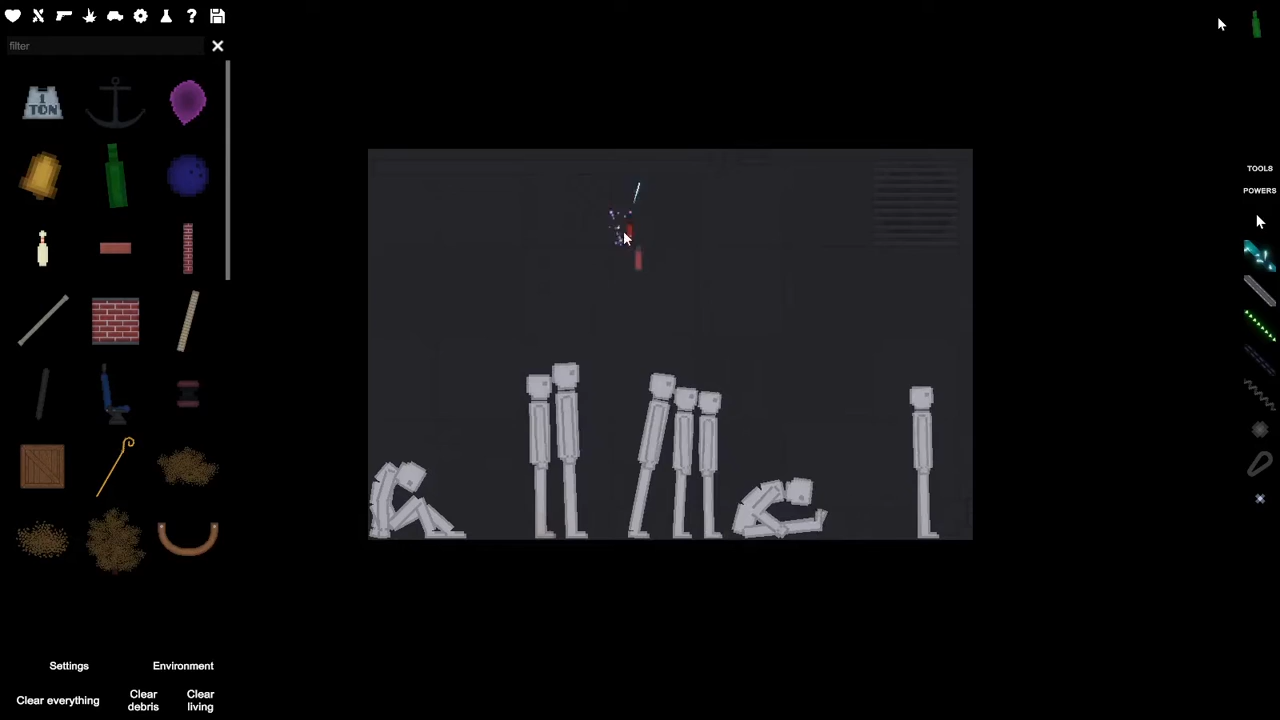 ?
filter
1
TON
TOOLS
POWERS
Settings
Environment
Clear everything
Clear
debris
Clear
living